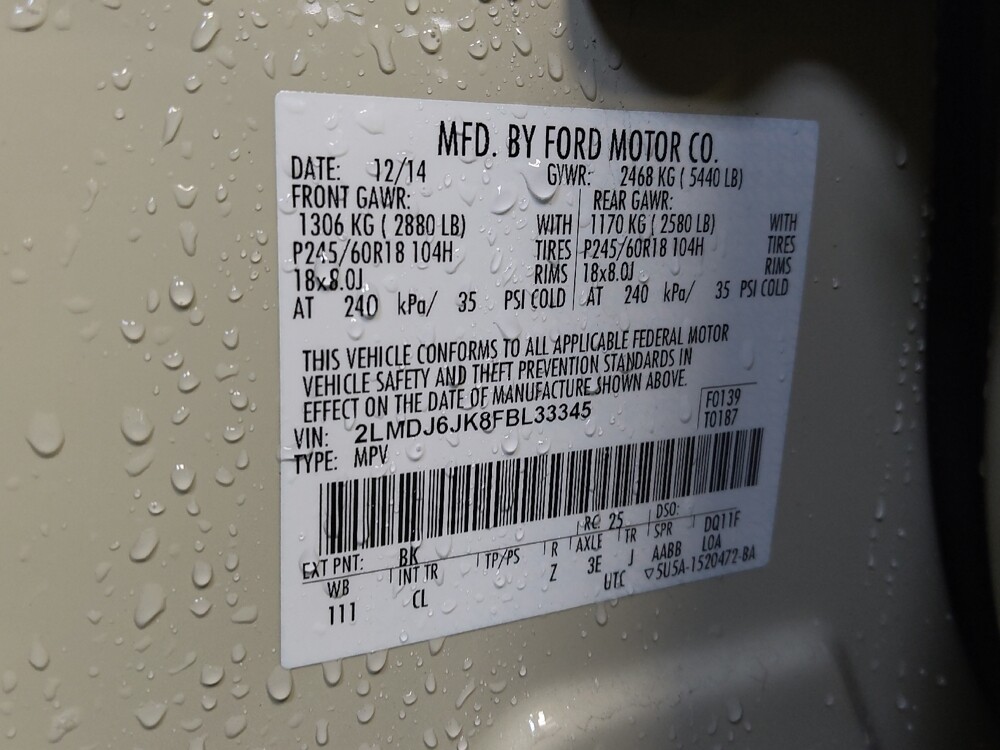 MFD. BY FORD MOTOR CO.
DATE: 12/14 GVWR: 2468 KG ( 5440 LB)
FRONT GAWR: REAR GAWR:
1306 KG ( 2880 LB) WITH 1170 KG ( 2580 LB) WITH
P245/60R18 104H TIRES P245/60R18 104H TIRES
18x8.0J RIMS 18x8.0J RIMS
AT 240 kPa/ 35 PSI COLD AT 240 kPa/ 35 PSI COLD
THIS VEHICLE CONFORMS TO ALL APPLICABLE FEDERAL MOTOR
VEHICLE SAFETY AND THEFT PREVENTION STANDARDS IN
EFFECT ON THE DATE OF MANUFACTURE SHOWN ABOVE.
F0139
VIN: 2LMDJ6JK8FBL33345 T0187
TYPE: MPV
EXT PNT: BK RC: 25 DSO:
WB INT TR TP/PS R AXLE TR SPR DQ11F
111 CL Z 3E J AABB LOA
UTC ▽5U5A-1520472-BA